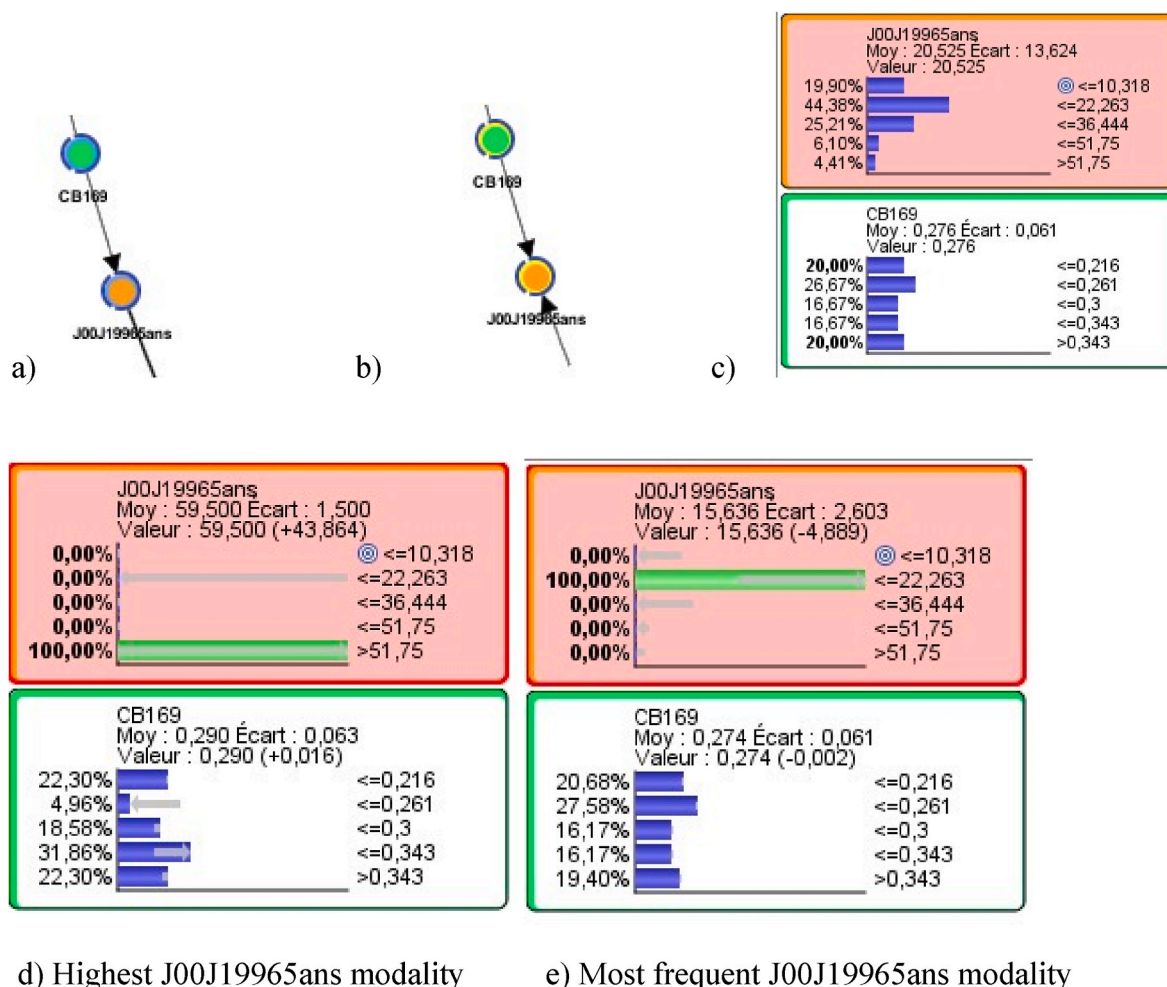 CB169
J00J19965ans
a)
CB169
J00J19965ans
b)
c)
J00J19965ans
Moy : 20,525 Écart : 13,624
Valeur : 20,525
19,90% <=10,318
44,38% <=22,263
25,21% <=36,444
6,10% <=51,75
4,41% >51,75
CB169
Moy : 0,276 Écart : 0,061
Valeur : 0,276
20,00% <=0,216
26,67% <=0,261
16,67% <=0,3
16,67% <=0,343
20,00% >0,343
J00J19965ans
Moy : 59,500 Écart : 1,500
Valeur : 59,500 (+43,864)
0,00% <=10,318
0,00% <=22,263
0,00% <=36,444
0,00% <=51,75
100,00% >51,75
CB169
Moy : 0,290 Écart : 0,063
Valeur : 0,290 (+0,016)
22,30% <=0,216
4,96% <=0,261
18,58% <=0,3
31,86% <=0,343
22,30% >0,343
d) Highest J00J19965ans modality
J00J19965ans
Moy : 15,636 Écart : 2,603
Valeur : 15,636 (-4,889)
0,00% <=10,318
100,00% <=22,263
0,00% <=36,444
0,00% <=51,75
0,00% >51,75
CB169
Moy : 0,274 Écart : 0,061
Valeur : 0,274 (-0,002)
20,68% <=0,216
27,58% <=0,261
16,17% <=0,3
16,17% <=0,343
19,40% >0,343
e) Most frequent J00J19965ans modality